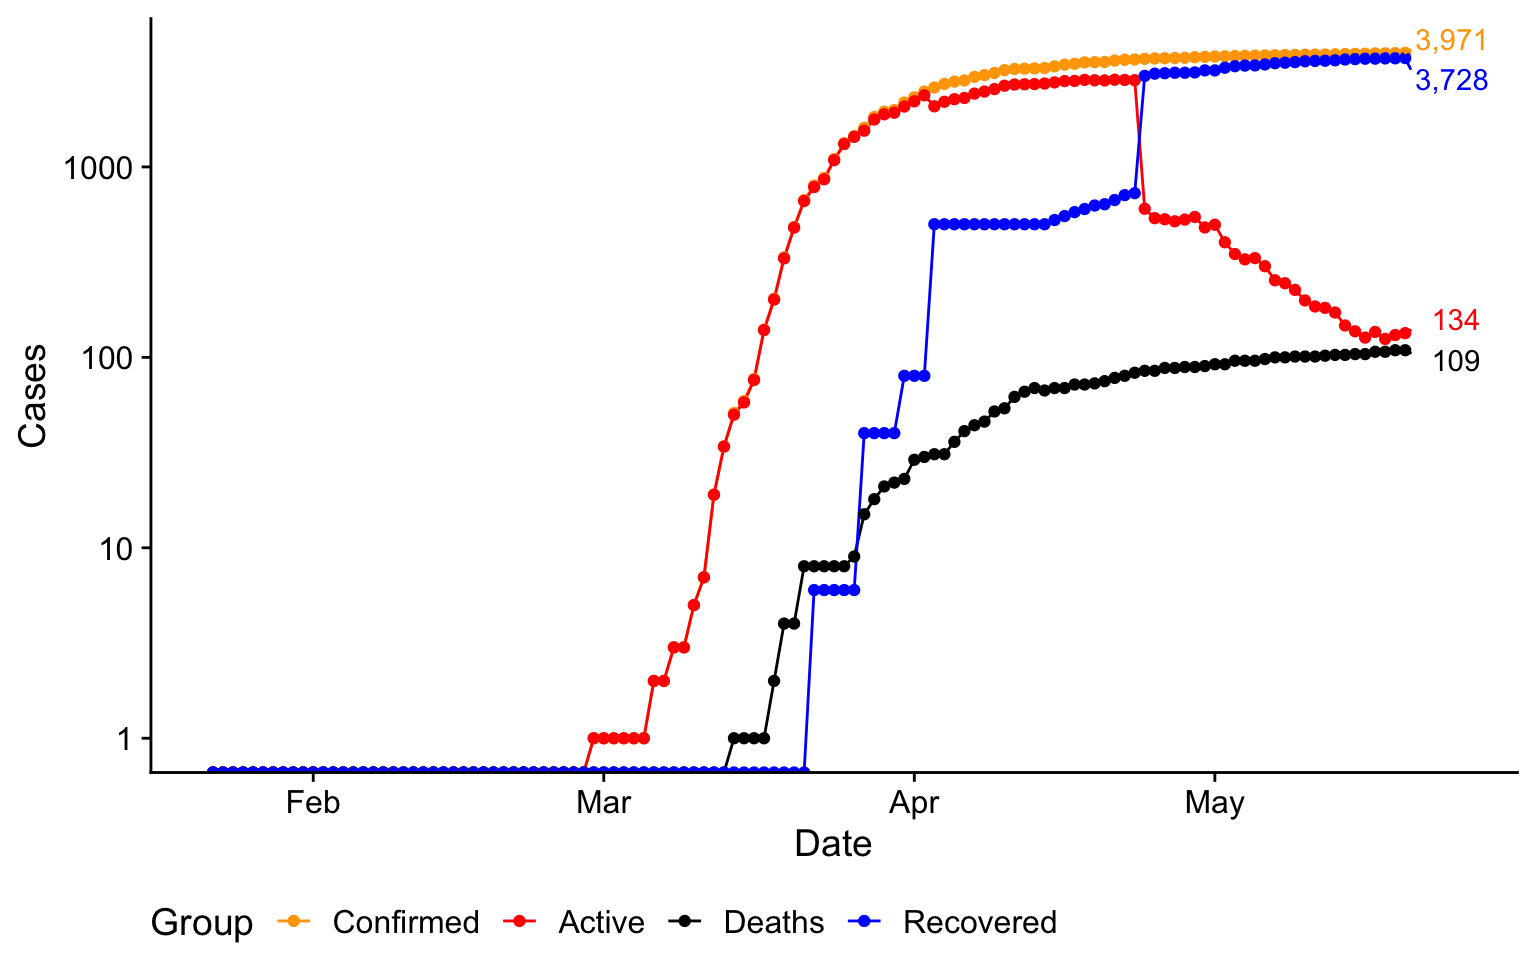 3,971
3,728
1000
100
10
1
134
109
Cases
Feb Mar Apr May
Date
Group Confirmed Active Deaths Recovered